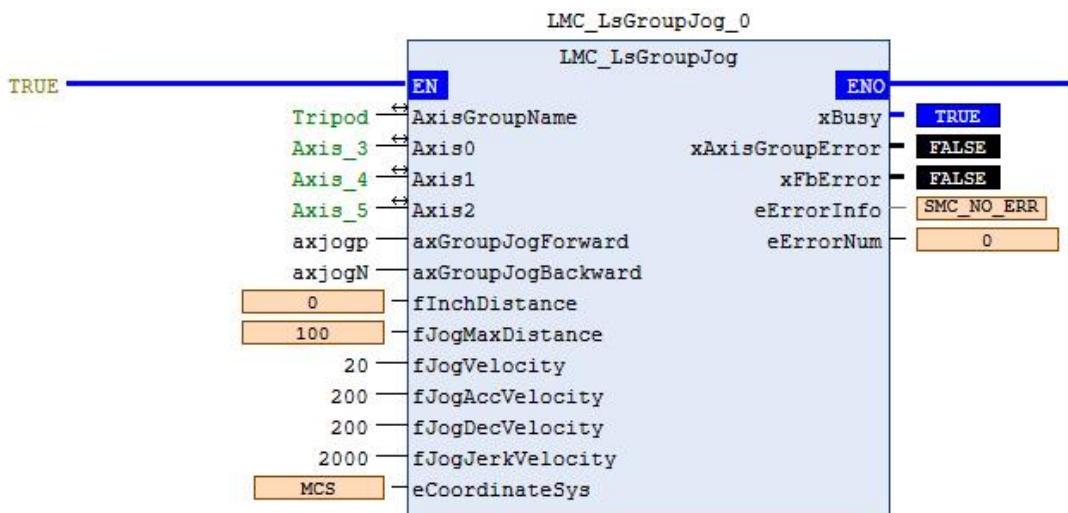 LMC_LsGroupJog_0
LMC_LsGroupJog
TRUE EN ENO
Tripod AxisGroupName xBusy TRUE
Axis_3 Axis0 xAxisGroupError FALSE
Axis_4 Axis1 xFbError FALSE
Axis_5 Axis2 eErrorInfo SMC_NO_ERR
axjogp axGroupJogForward eErrorNum 0
axjogN axGroupJogBackward
0 fInchDistance
100 fJogMaxDistance
20 fJogVelocity
200 fJogAccVelocity
200 fJogDecVelocity
2000 fJogJerkVelocity
MCS eCoordinateSys